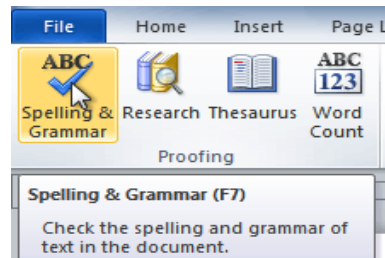 File Home Insert Page L
ABC ABC
123
Spelling & Research Thesaurus Word
Grammar Count
Proofing
Spelling & Grammar (F7)
Check the spelling and grammar of
text in the document.